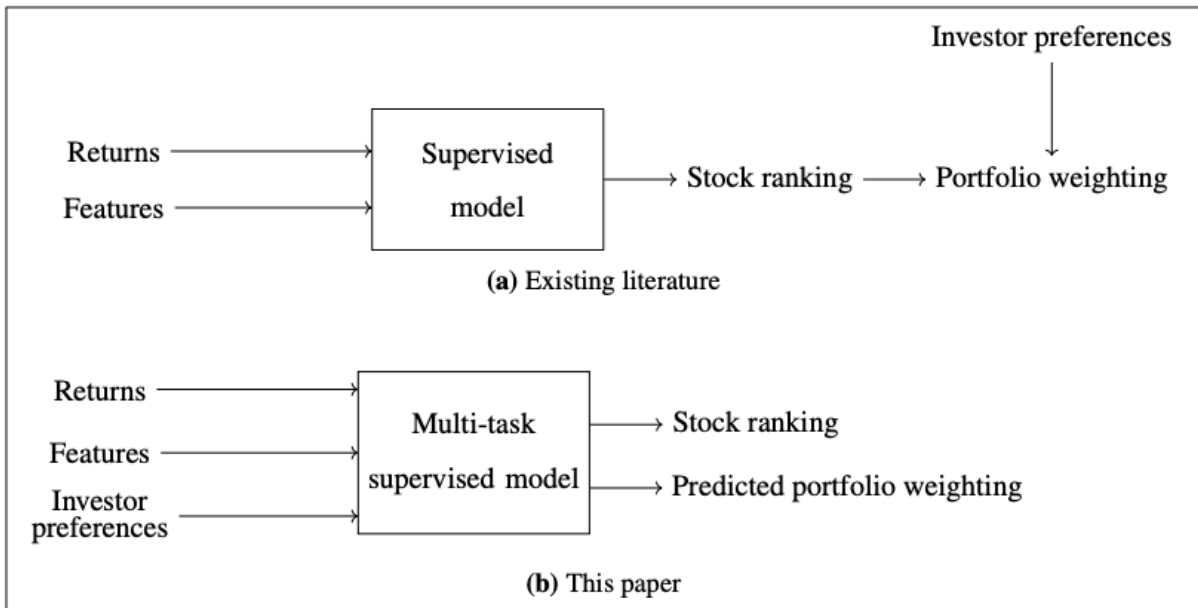 Investor preferences
Returns
Features
Supervised
model
Stock ranking
Portfolio weighting
(a) Existing literature
Returns
Features
Investor
preferences
Multi-task
supervised model
Stock ranking
Predicted portfolio weighting
(b) This paper